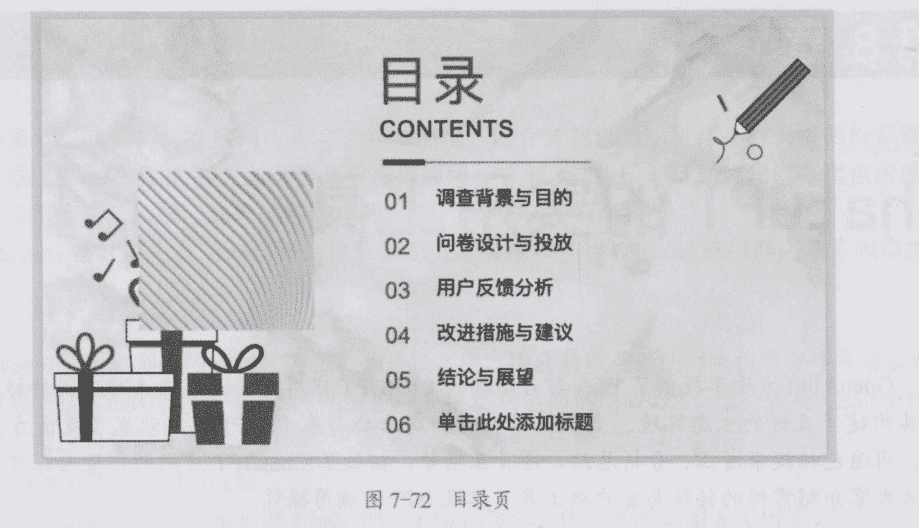 目录
CONTENTS
01 调查背景与目的
02 问卷设计与投放
03 用户反馈分析
04 改进措施与建议
05 结论与展望
06 单击此处添加标题
图 7-72 目录页